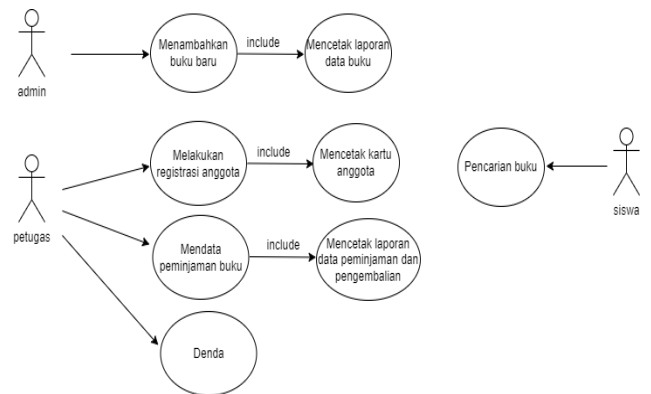 Menambahkan
buku baru
include
Mencetak laporan
data buku
admin
Melakukan
registrasi anggota
include
Mencetak kartu
anggota
Pencarian buku
siswa
petugas
Mendata
peminjaman buku
include
Mencetak laporan
data peminjaman dan
pengembalian
Denda